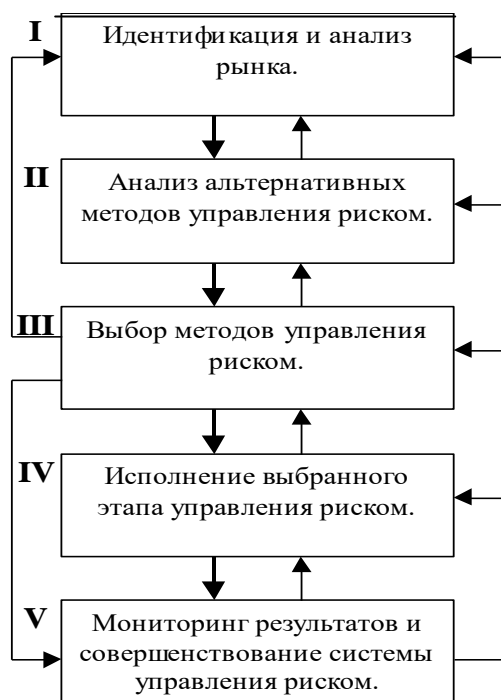 I
Идентификация и анализ
рынка.
II
Анализ альтернативных
методов управления риском.
III
Выбор методов управления
риском.
IV
Исполнение выбранного
этапа управления риском.
V
Мониторинг результатов и
совершенствование системы
управления риском.